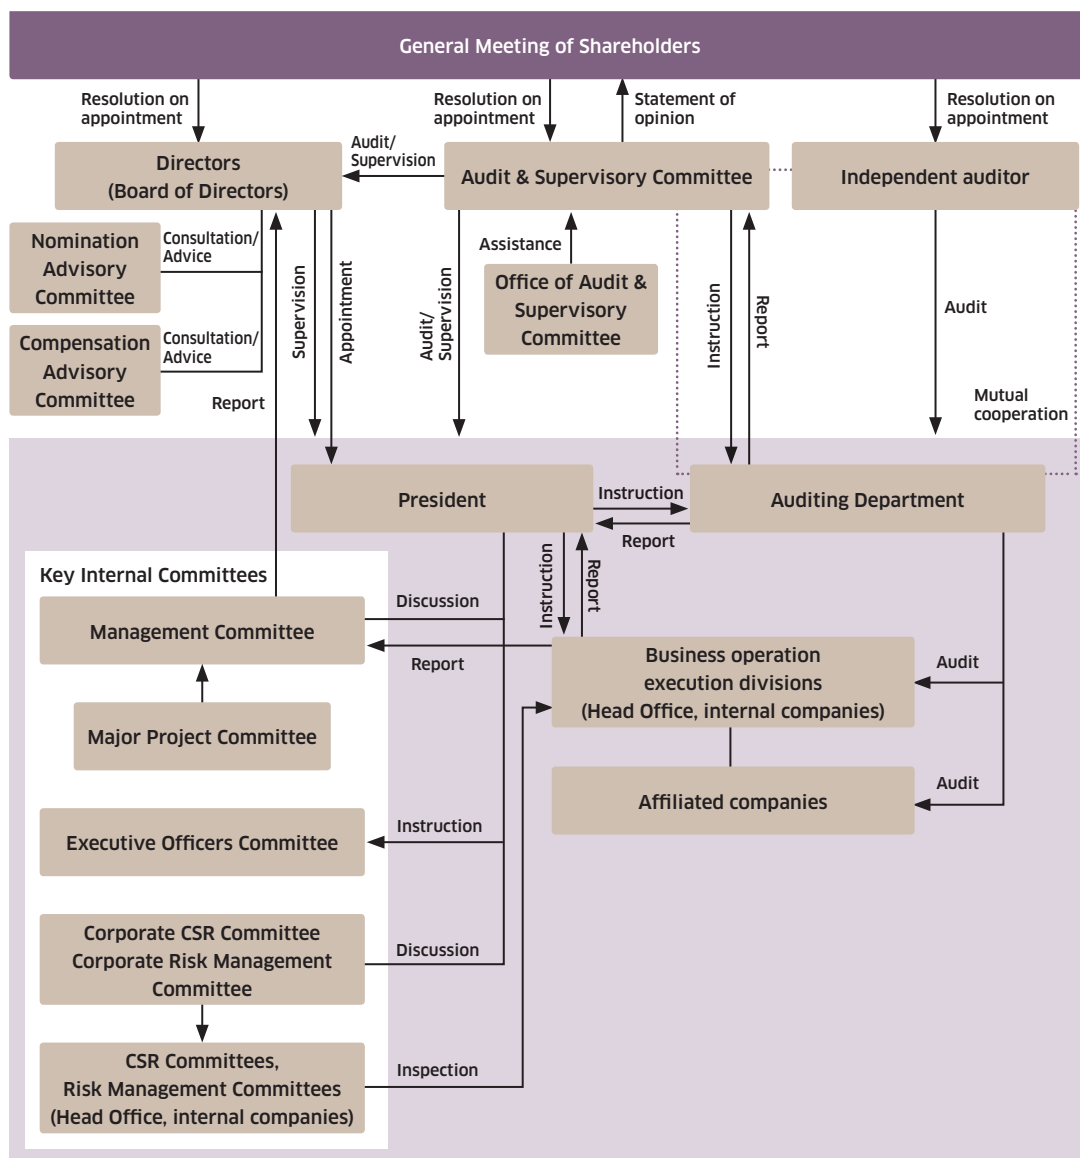 General Meeting of Shareholders
Resolution on
appointment
Resolution on
appointment
Statement of
opinion
Resolution on
appointment
Directors
(Board of Directors)
Audit/
Supervision
Audit & Supervisory Committee
Independent auditor
Nomination
Advisory
Committee
Consultation/
Advice
Compensation
Advisory
Committee
Consultation/
Advice
Report
Supervision
Appointment
Audit/
Supervision
Assistance
Office of Audit &
Supervisory
Committee
Instruction
Report
Audit
Mutual
cooperation
President
Instruction
Report
Auditing Department
Key Internal Committees
Management Committee
Discussion
Report
Instruction
Report
Major Project Committee
Business operation
execution divisions
(Head Office, internal companies)
Audit
Affiliated companies
Audit
Executive Officers Committee
Instruction
Corporate CSR Committee
Corporate Risk Management
Committee
Discussion
CSR Committees,
Risk Management Committees
(Head Office, internal companies)
Inspection